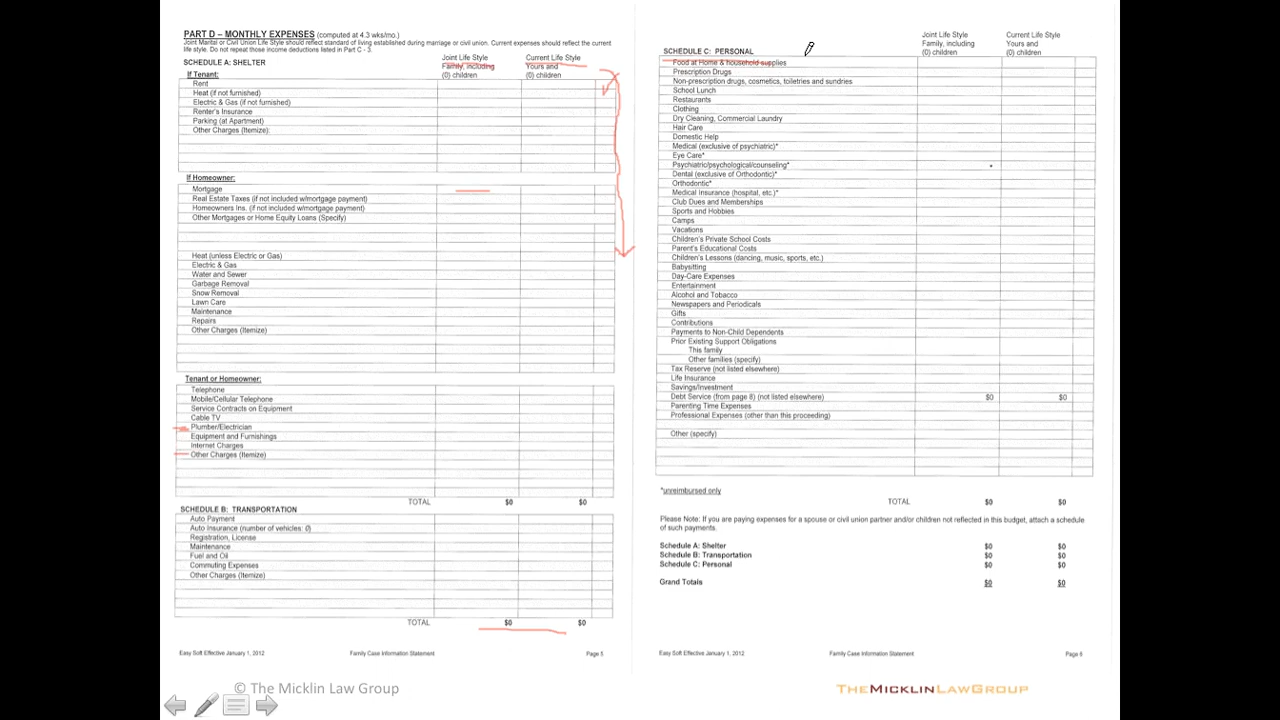 PART D – MONTHLY EXPENSES (computed at 4.3 wks/mo.)
Joint Marital or Civil Union Life Style should reflect standard of living established during marriage or civil union. Current expenses should reflect the current
life style. Do not repeat those income deductions listed in Part C - 3.
Joint Life Style Current Life Style
SCHEDULE A: SHELTER Family, including Yours and
If Tenant: (0) children (0) children
Rent
Heat (if not furnished)
Electric & Gas (if not furnished)
Renter's Insurance
Parking (at Apartment)
Other Charges (Itemize):
If Homeowner:
Mortgage
Real Estate Taxes (if not included w/mortgage payment)
Homeowners Ins. (if not included w/mortgage payment)
Other Mortgages or Home Equity Loans (Specify)
Heat (unless Electric or Gas)
Electric & Gas
Water and Sewer
Garbage Removal
Snow Removal
Lawn Care
Maintenance
Repairs
Other Charges (Itemize)
Tenant or Homeowner:
Telephone
Mobile/Cellular Telephone
Service Contracts on Equipment
Cable TV
Plumber/Electrician
Equipment and Furnishings
Internet Charges
Other Charges (Itemize)
TOTAL $0 $0
SCHEDULE B: TRANSPORTATION
Auto Payment
Auto Insurance (number of vehicles: 0)
Registration, License
Maintenance
Fuel and Oil
Commuting Expenses
Other Charges (Itemize)
TOTAL $0 $0
Easy Soft Effective January 1, 2012 Family Case Information Statement Page 5
Joint Life Style Current Life Style
Family, including Yours and
SCHEDULE C: PERSONAL (0) children (0) children
Food at Home & household supplies
Prescription Drugs
Non-prescription drugs, cosmetics, toiletries and sundries
School Lunch
Restaurants
Clothing
Dry Cleaning, Commercial Laundry
Hair Care
Domestic Help
Medical (exclusive of psychiatric)*
Eye Care*
Psychiatric/psychological/counseling*
Dental (exclusive of Orthodontic)*
Orthodontic*
Medical Insurance (hospital, etc.)*
Club Dues and Memberships
Sports and Hobbies
Camps
Vacations
Children's Private School Costs
Parent's Educational Costs
Children's Lessons (dancing, music, sports, etc.)
Babysitting
Day-Care Expenses
Entertainment
Alcohol and Tobacco
Newspapers and Periodicals
Gifts
Contributions
Payments to Non-Child Dependents
Prior Existing Support Obligations
This family
Other families (specify)
Tax Reserve (not listed elsewhere)
Life Insurance
Savings/Investment
Debt Service (from page 8) (not listed elsewhere) $0 $0
Parenting Time Expenses
Professional Expenses (other than this proceeding)
Other (specify)
*unreimbursed only
TOTAL $0 $0
Please Note: If you are paying expenses for a spouse or civil union partner and/or children not reflected in this budget, attach a schedule
of such payments.
Schedule A: Shelter $0 $0
Schedule B: Transportation $0 $0
Schedule C: Personal $0 $0
Grand Totals $0 $0
Easy Soft Effective January 1, 2012 Family Case Information Statement Page 6
© The Micklin Law Group
THEMICKLINLAWGROUP